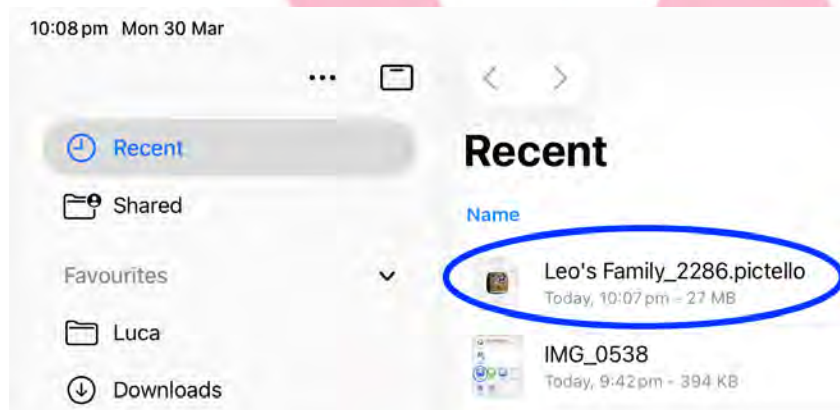 10:08 pm Mon 30 Mar
Recent
Shared
Favourites
Luca
Downloads
Recent
Name
Leo's Family_2286.pictello
Today, 10:07 pm - 27 MB
IMG_0538
Today, 9:42 pm - 394 KB